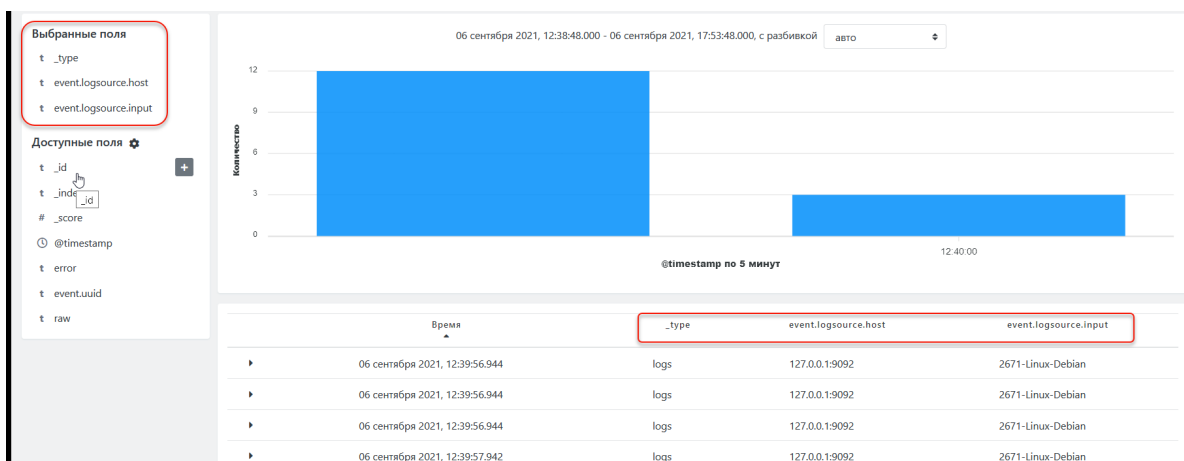 Выбранные поля
t _type
t event.logsource.host
t event.logsource.input
Доступные поля
t _id
+
t _inde
_id
# _score
@timestamp
t error
t event.uuid
t raw
06 сентября 2021, 12:38:48.000 - 06 сентября 2021, 17:53:48.000, с разбивкой авто
12
9
6
3
0
Количество
12:40:00
@timestamp по 5 минут
Время _type event.logsource.host event.logsource.input
06 сентября 2021, 12:39:56.944 logs 127.0.0.1:9092 2671-Linux-Debian
06 сентября 2021, 12:39:56.944 logs 127.0.0.1:9092 2671-Linux-Debian
06 сентября 2021, 12:39:56.944 logs 127.0.0.1:9092 2671-Linux-Debian
06 сентября 2021, 12:39:57.942 logs 127.0.0.1:9092 2671-Linux-Debian